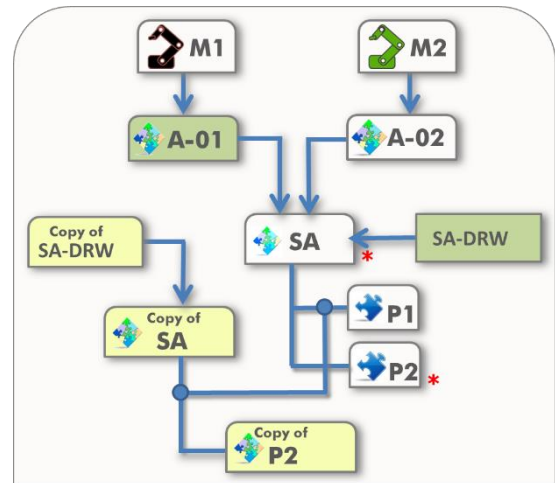 M1
M2
A-01
A-02
Copy of
SA-DRW
SA
*
SA-DRW
Copy of
SA
P1
P2
*
Copy of
P2